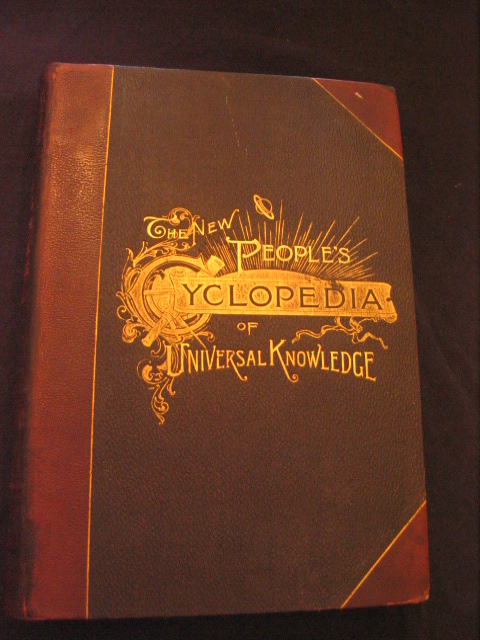 The New
People's
Cyclopedia
of
Universal Knowledge